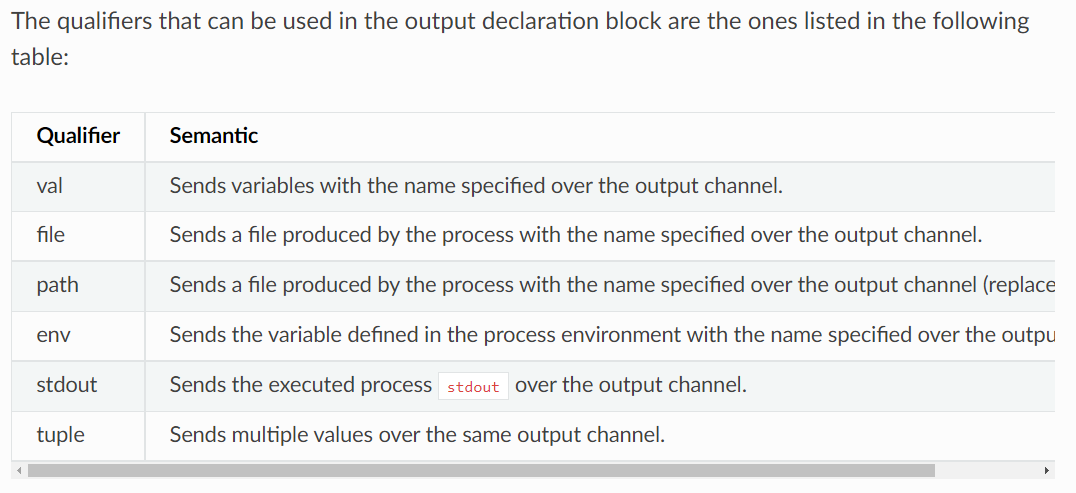 The qualifiers that can be used in the output declaration block are the ones listed in the following
table:
Qualifier Semantic
val Sends variables with the name specified over the output channel.
file Sends a file produced by the process with the name specified over the output channel.
path Sends a file produced by the process with the name specified over the output channel (replace
env Sends the variable defined in the process environment with the name specified over the outpu
stdout Sends the executed process stdout over the output channel.
tuple Sends multiple values over the same output channel.